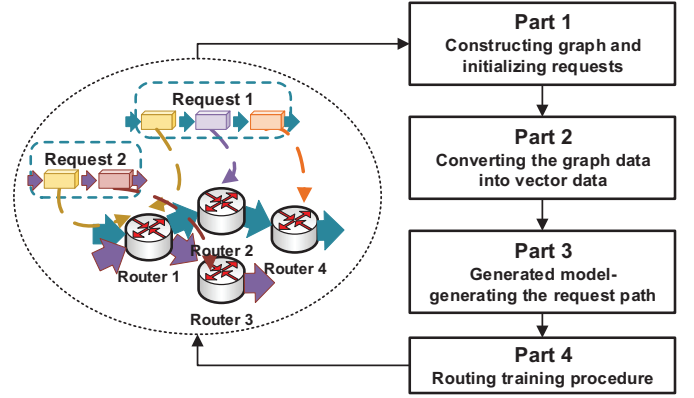 Request 1
Request 2
Router 1
Router 2
Router 4
Router 3
Part 1
Constructing graph and
initializing requests
Part 2
Converting the graph data
into vector data
Part 3
Generated model-
generating the request path
Part 4
Routing training procedure